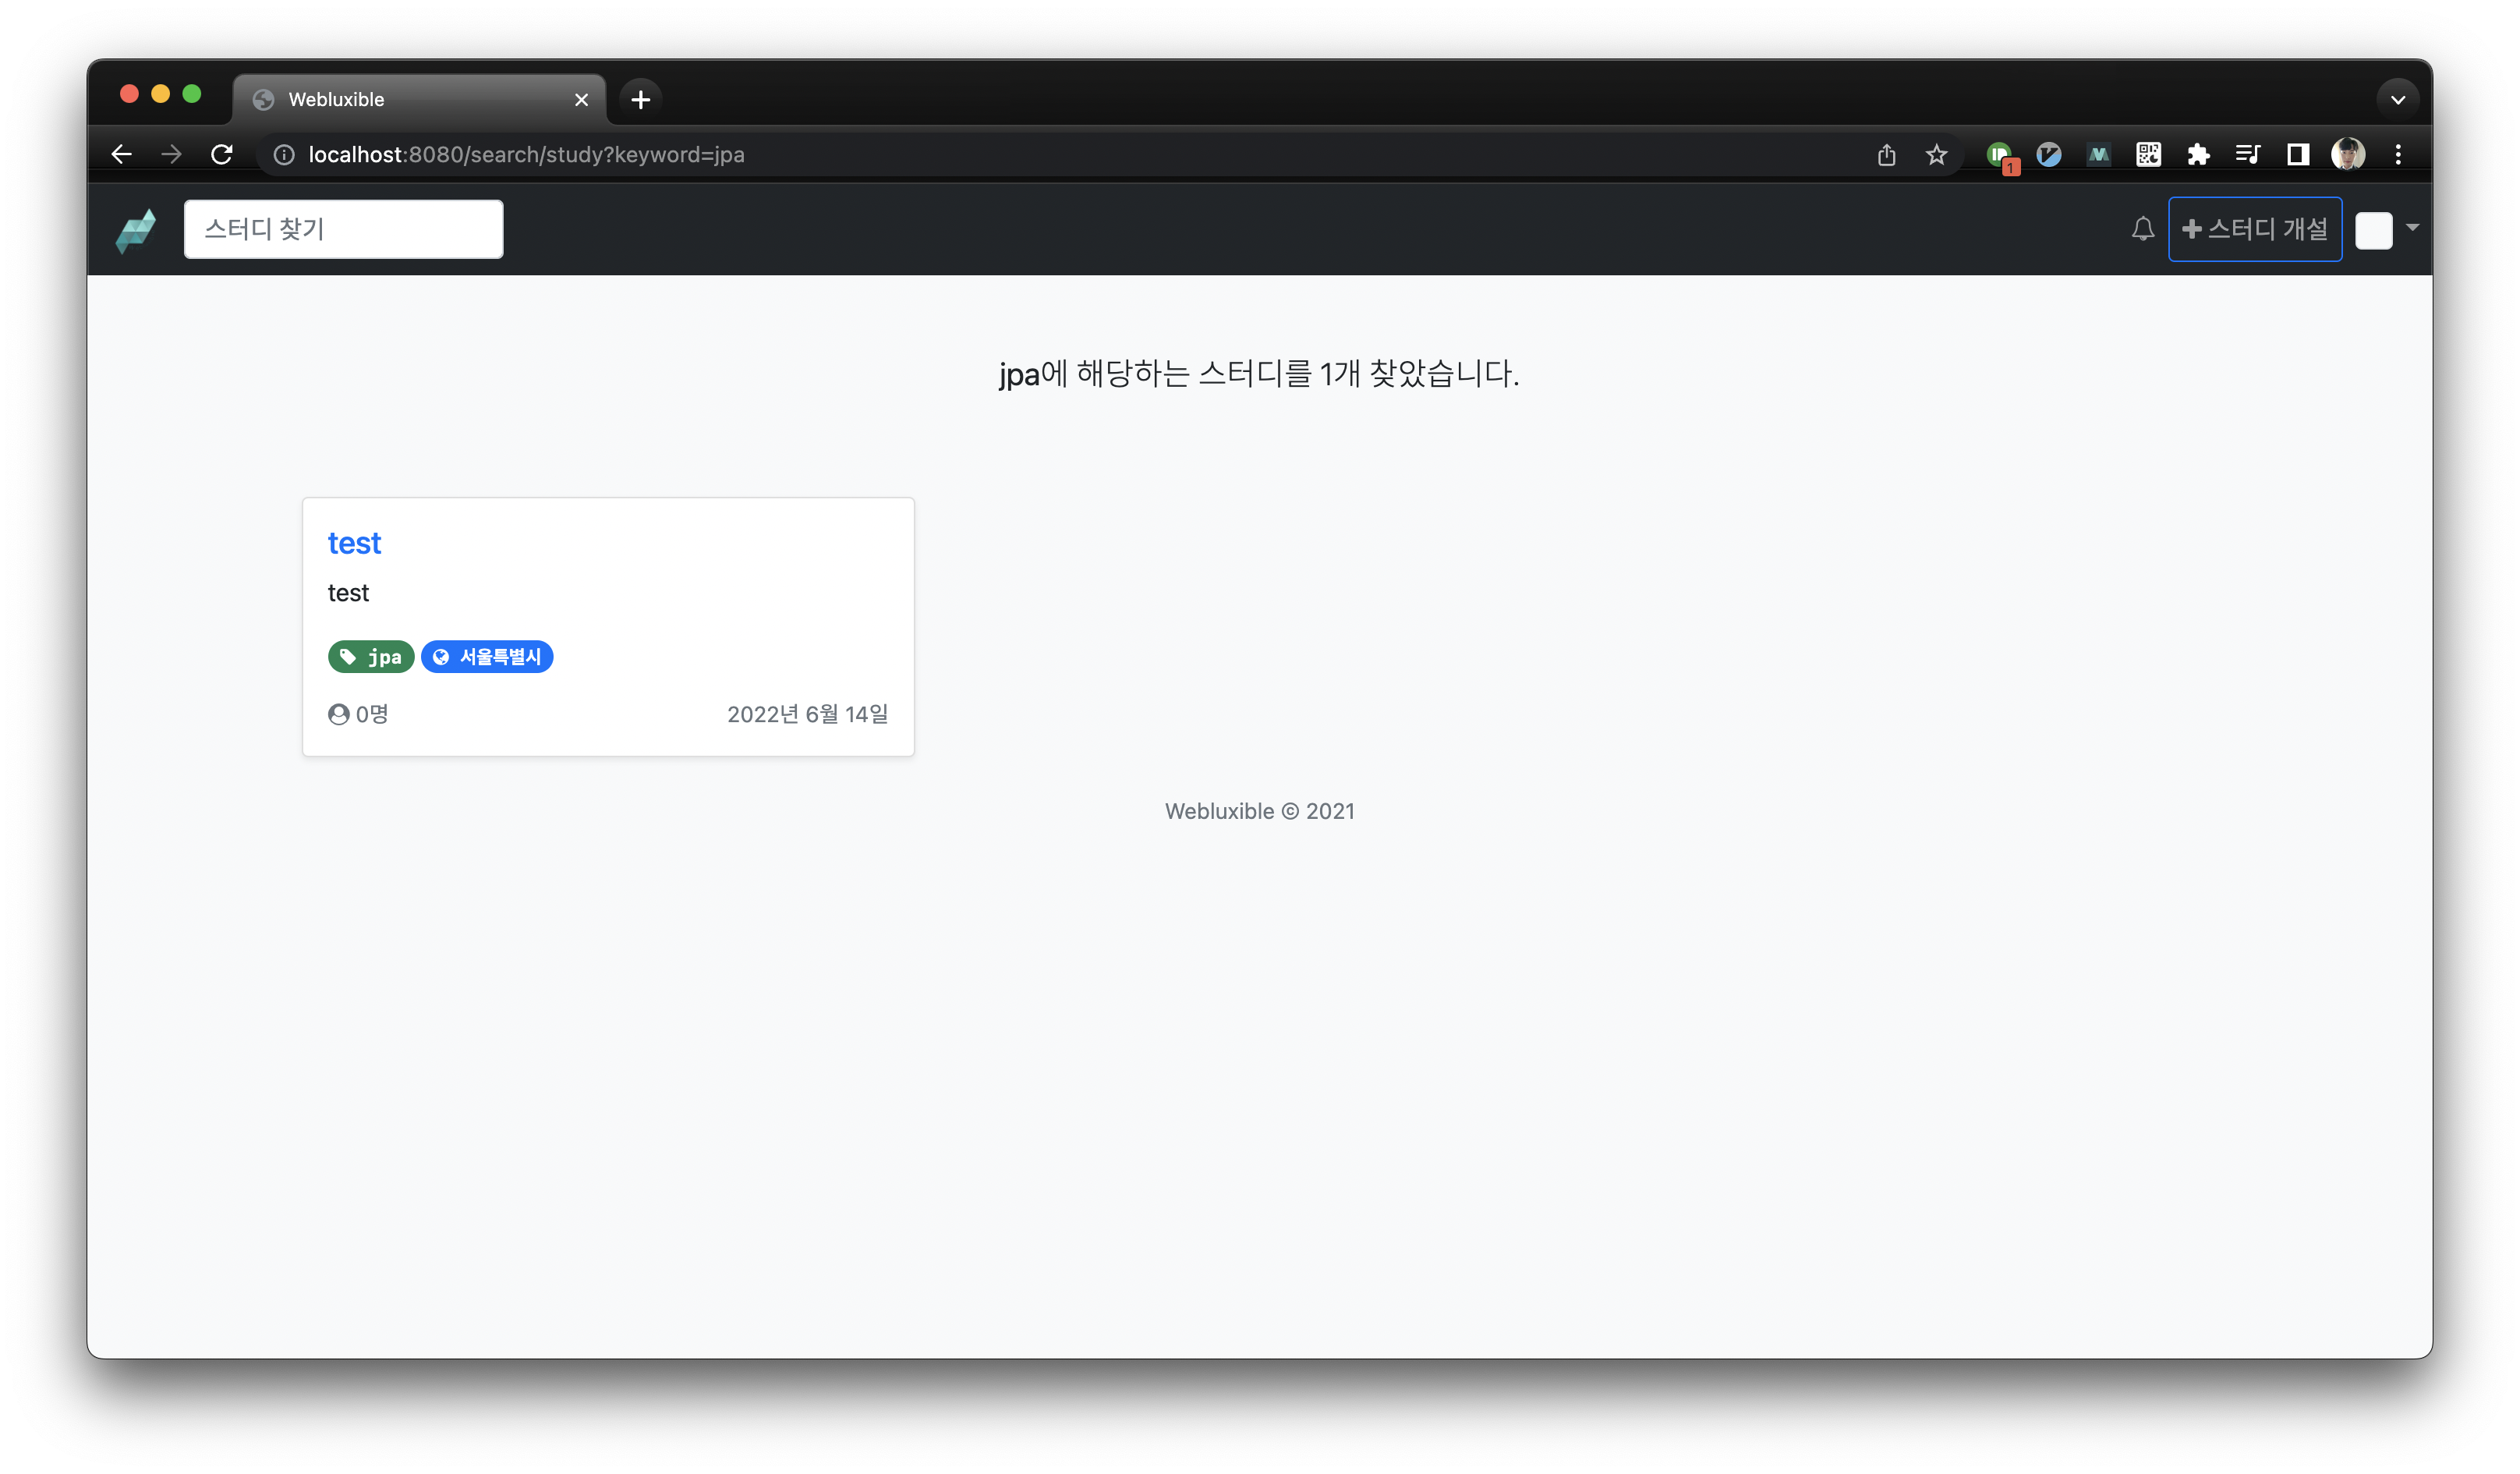 Webluxible
localhost:8080/search/study?keyword=jpa
1
스터디 찾기
스터디 개설
jpa에 해당하는 스터디를 1개 찾았습니다.
test
test
jpa 서울특별시
0명 2022년 6월 14일
Webluxible © 2021